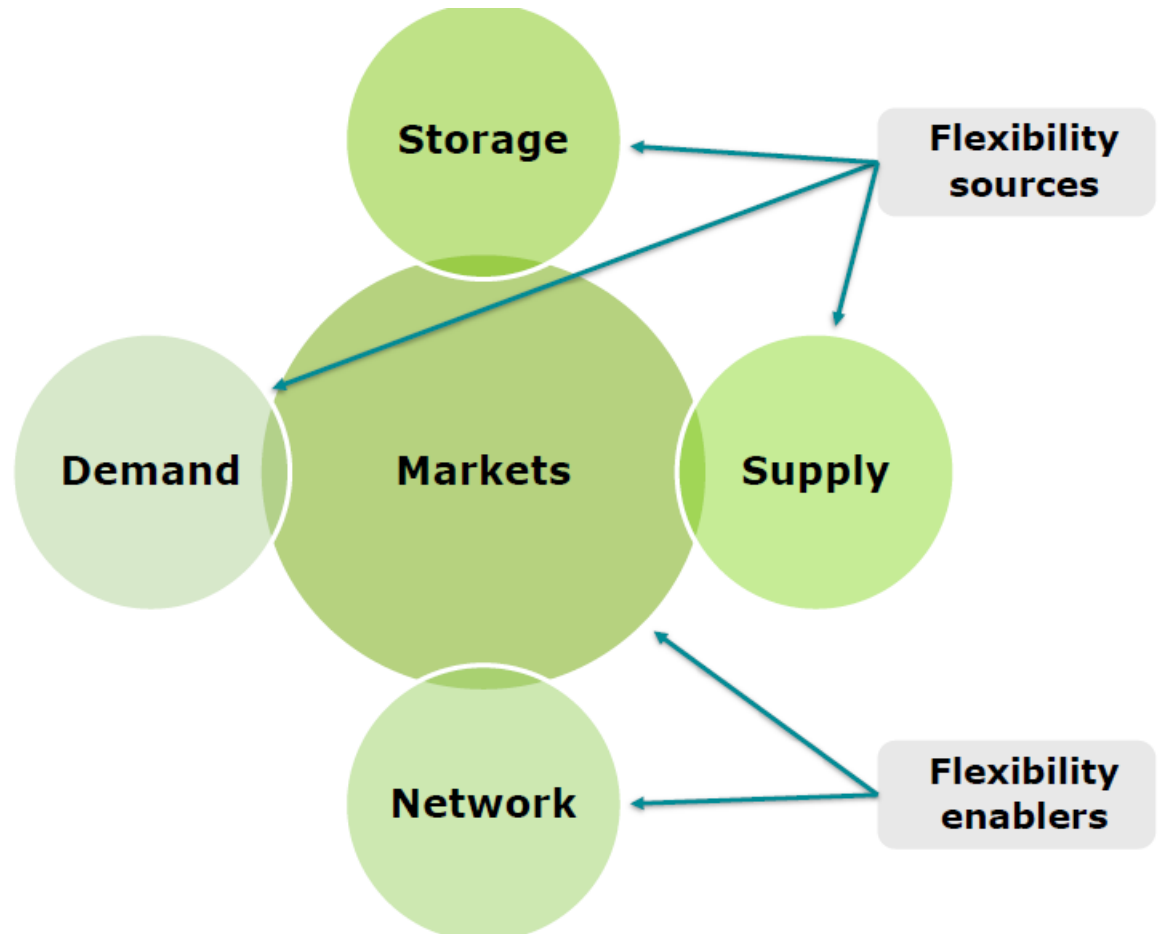 Storage
Flexibility
sources
Demand
Markets
Supply
Network
Flexibility
enablers